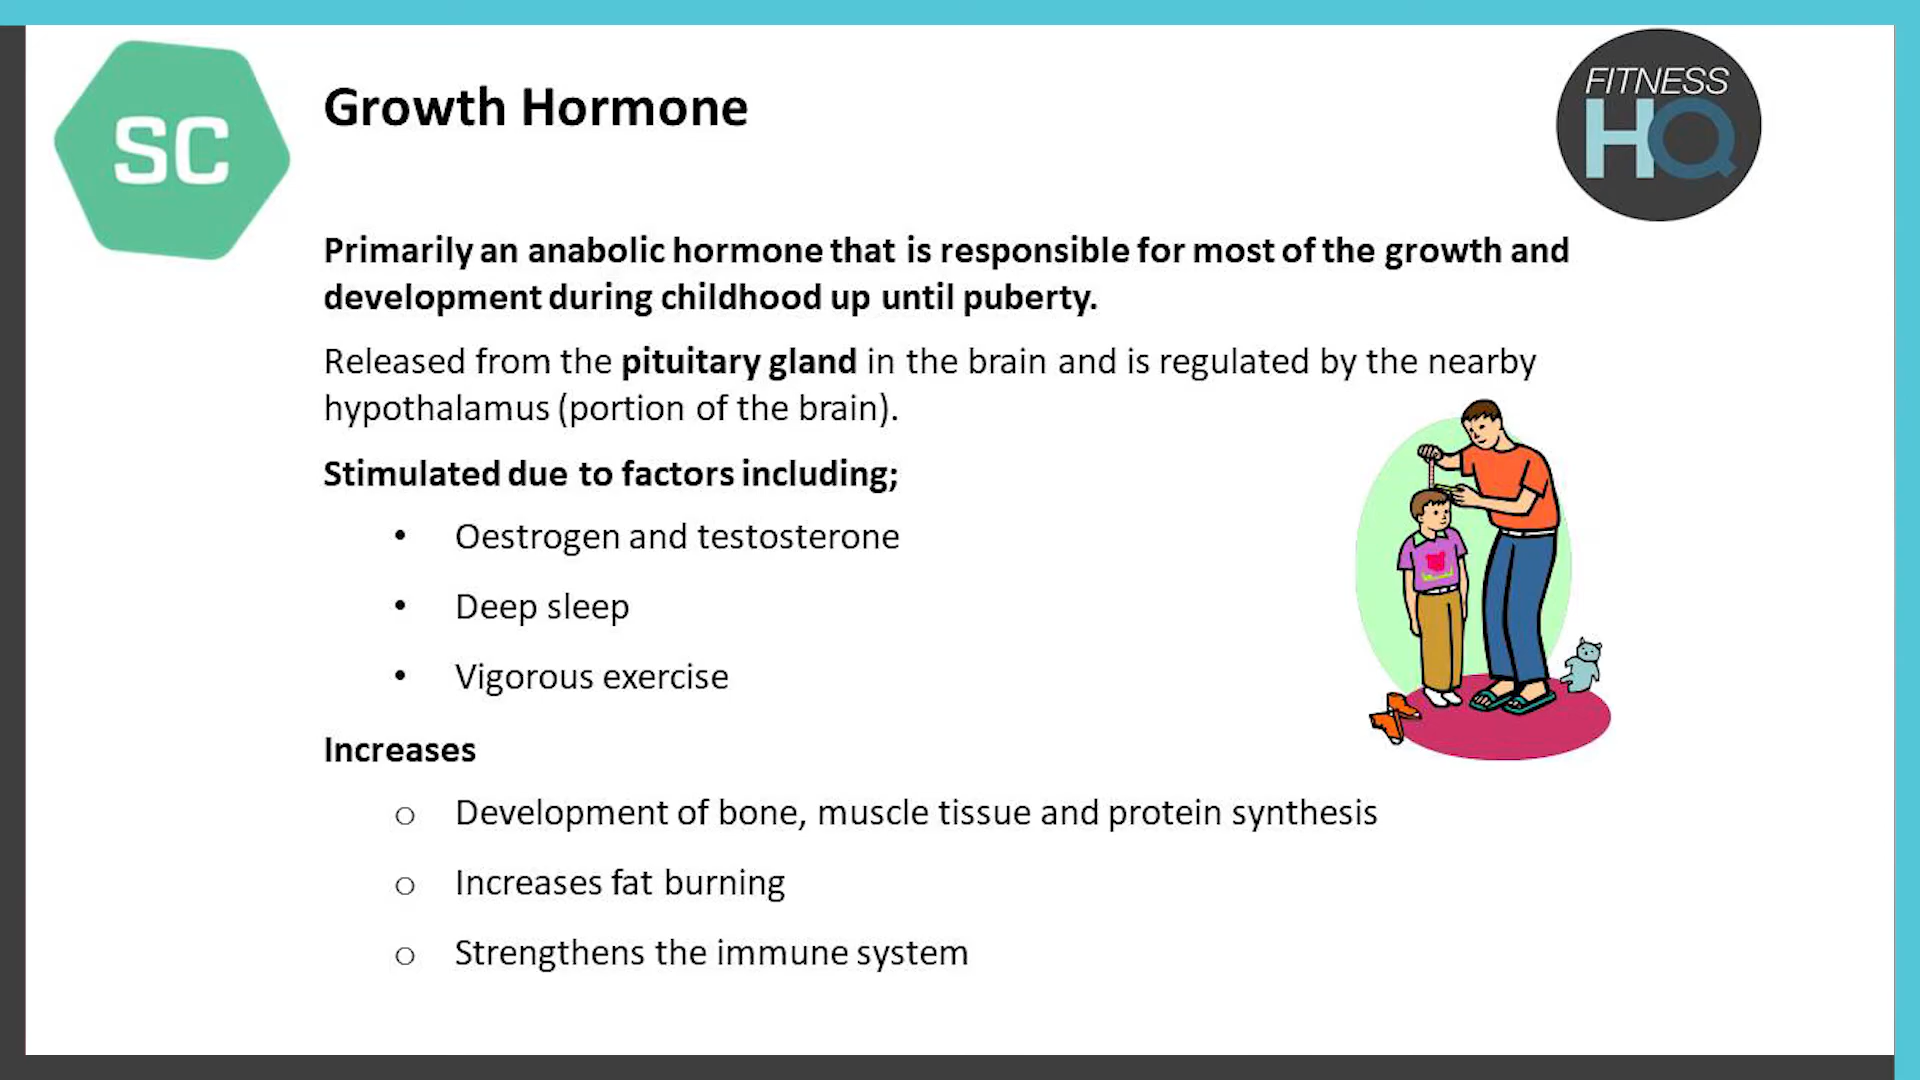 SC
FITNESS
HQ
Growth Hormone
Primarily an anabolic hormone that is responsible for most of the growth and
development during childhood up until puberty.
Released from the pituitary gland in the brain and is regulated by the nearby
hypothalamus (portion of the brain).
Stimulated due to factors including;
• Oestrogen and testosterone
• Deep sleep
• Vigorous exercise
Increases
o Development of bone, muscle tissue and protein synthesis
o Increases fat burning
o Strengthens the immune system